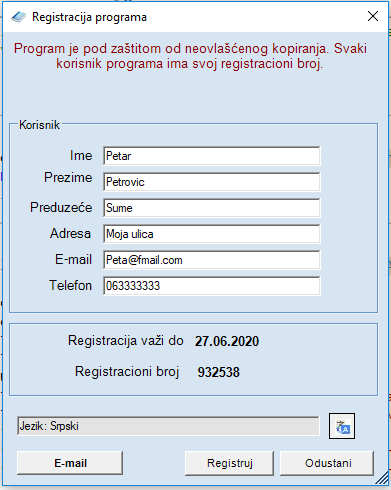 Registracija programa
Program je pod zaštitom od neovlašćenog kopiranja. Svaki
korisnik programa ima svoj registracioni broj.
Korisnik
Ime Petar
Prezime Petrovic
Preduzeće Sume
Adresa Moja ulica
E-mail Peta@fmail.com
Telefon 063333333
Registracija važi do 27.06.2020
Registracioni broj 932538
Jezik: Srpski
E-mail Registruj Odustani